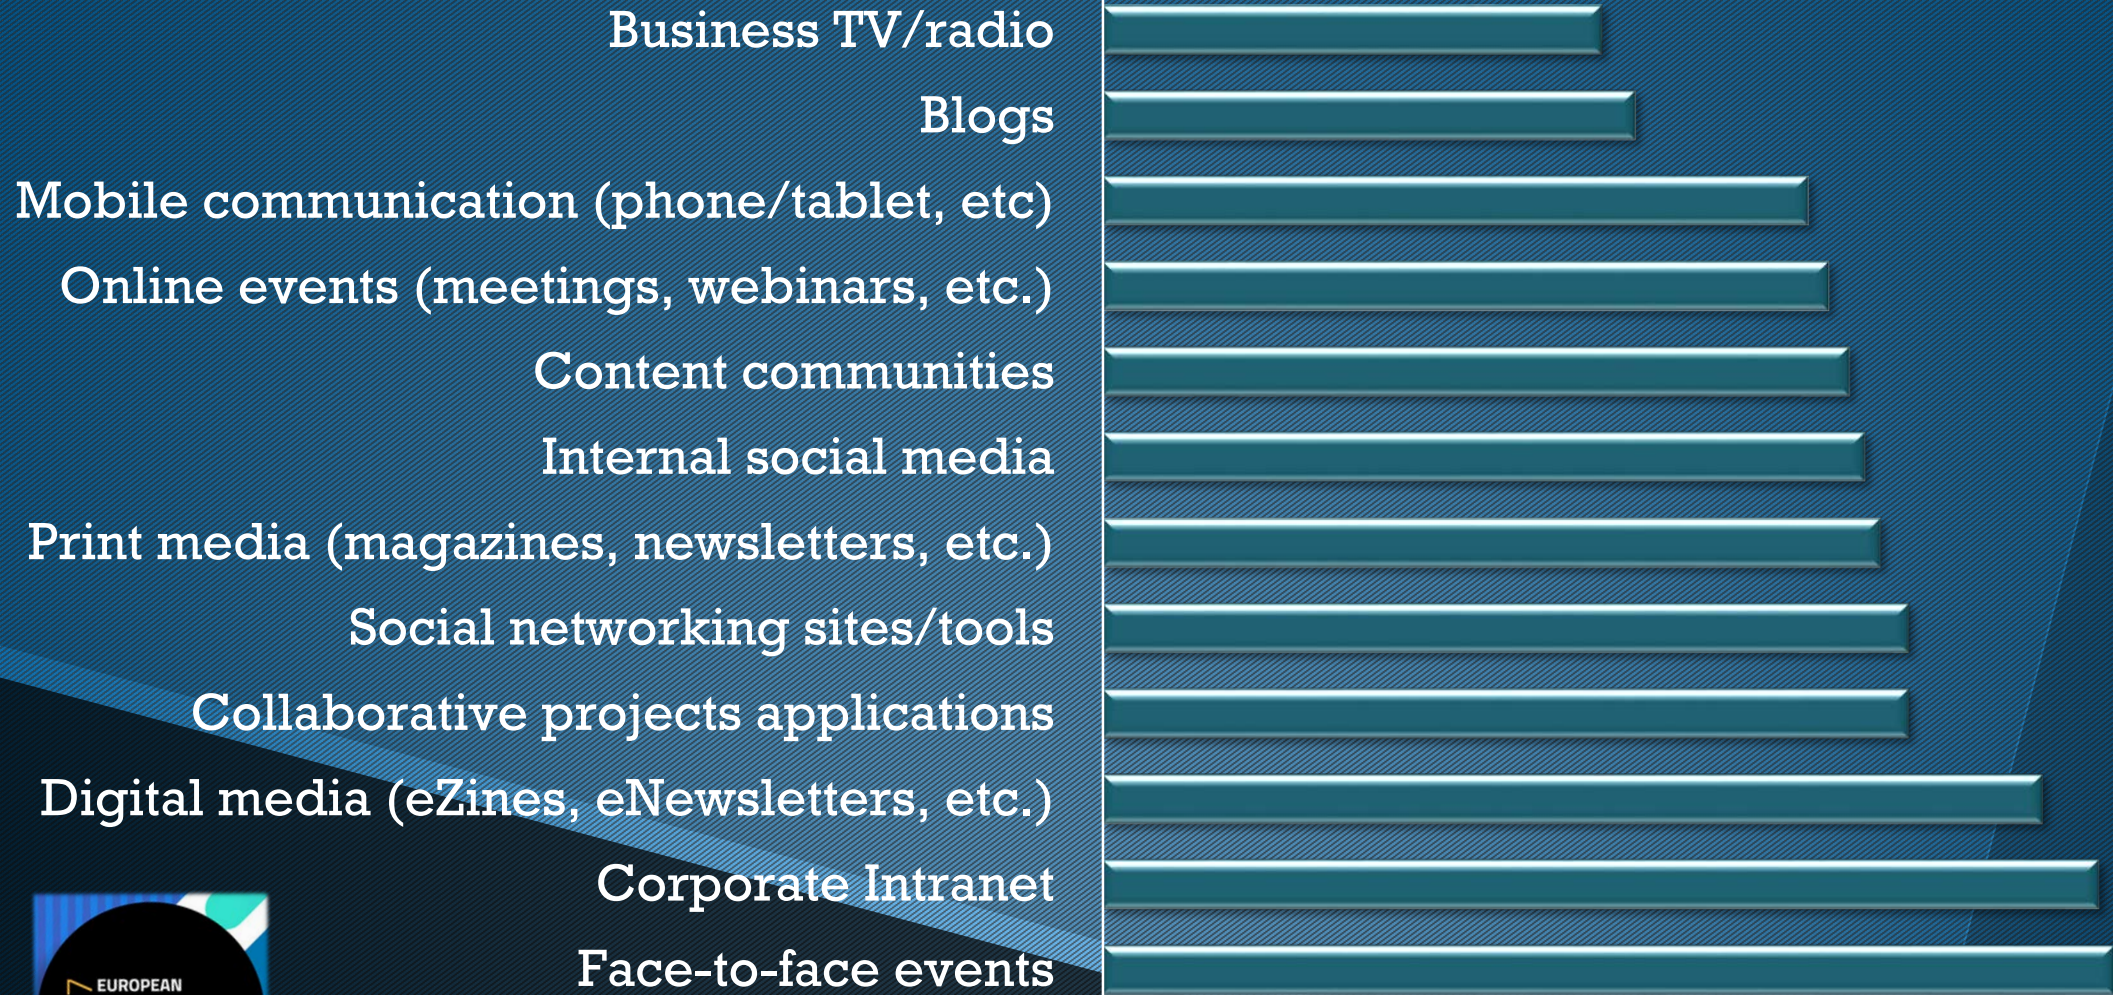 Business TV/radio
Blogs
Mobile communication (phone/tablet, etc)
Online events (meetings, webinars, etc.)
Content communities
Internal social media
Print media (magazines, newsletters, etc.)
Social networking sites/tools
Collaborative projects applications
Digital media (eZines, eNewsletters, etc.)
Corporate Intranet
Face-to-face events
EUROPEAN